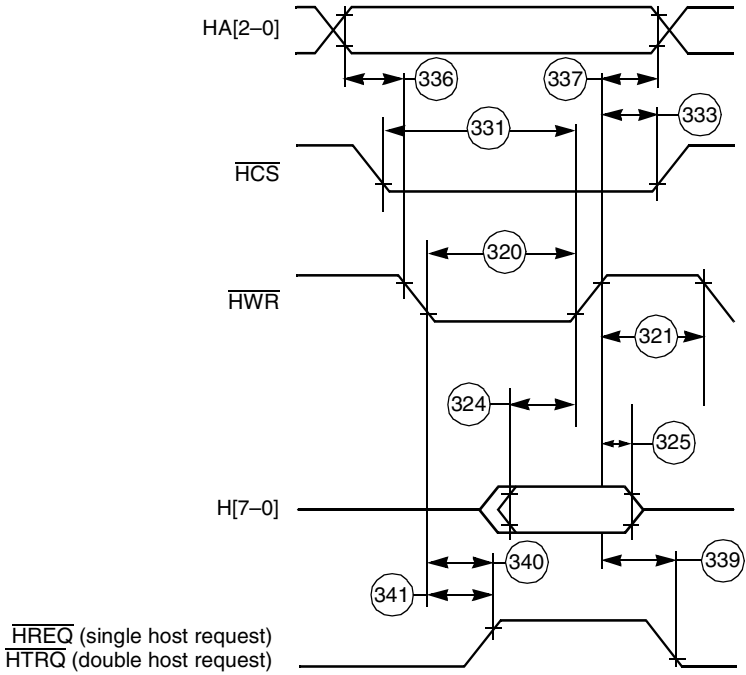 HA[2–0]
336
337
333
331
HCS
320
HWR
321
324
325
H[7–0]
340
339
341
HREQ (single host request)
HTRQ (double host request)